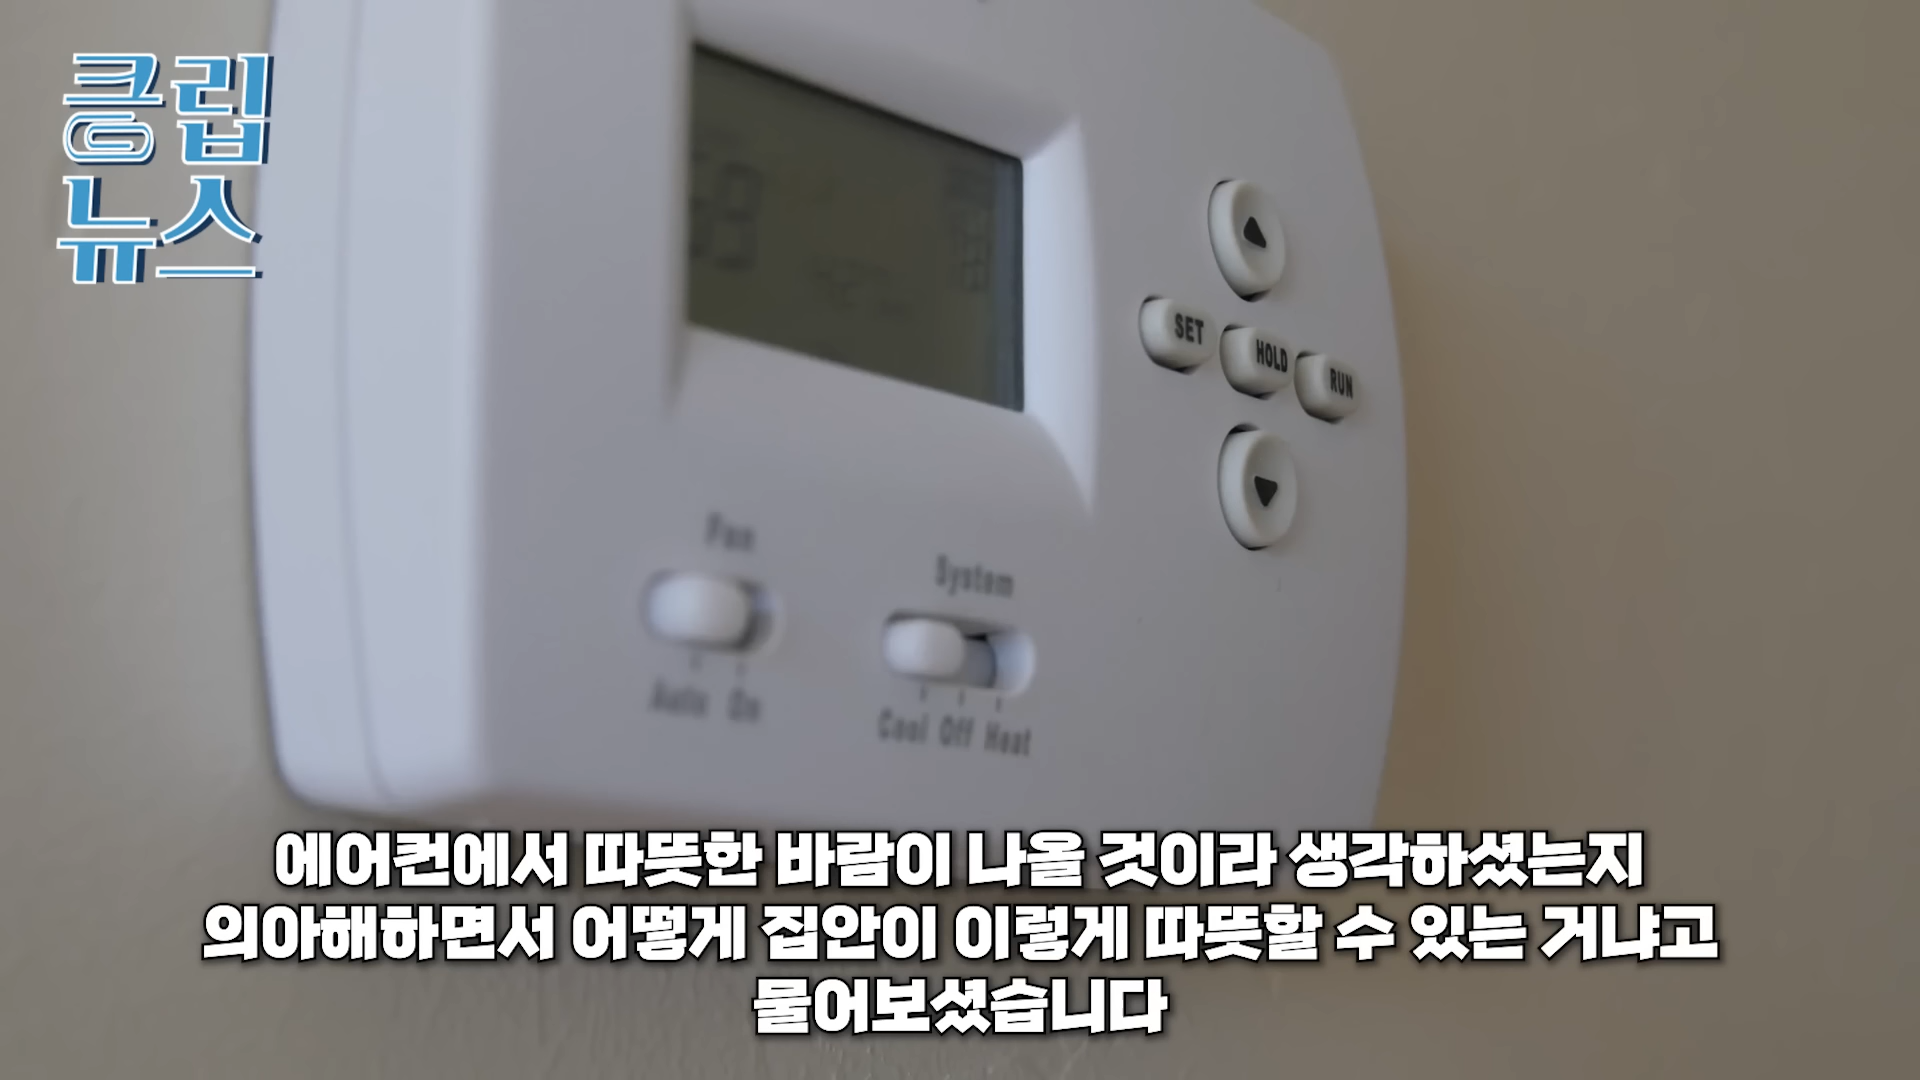 클립
뉴스
SET
HOLD
RUN
Fan
System
Auto On
Cool Off Heat
에어컨에서 따뜻한 바람이 나올 것이라 생각하셨는지
의아해하면서 어떻게 집안이 이렇게 따뜻할 수 있는 거냐고
물어보셨습니다